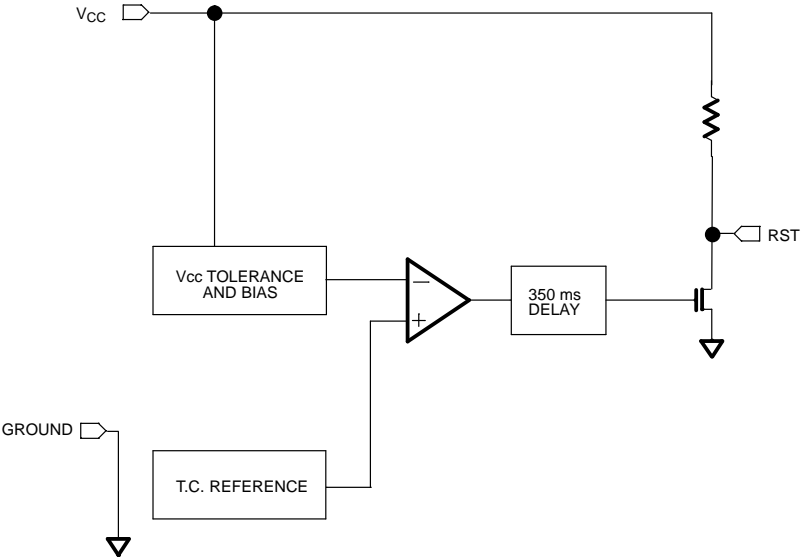 VCC
RST
Vcc TOLERANCE
AND BIAS
−
+
350 ms
DELAY
GROUND
T.C. REFERENCE